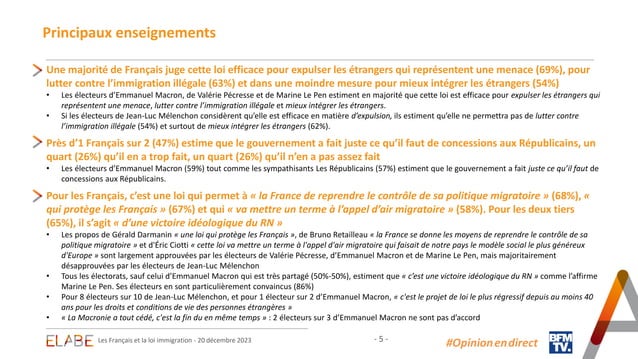 Principaux enseignements
Une majorité de Français juge cette loi efficace pour expulser les étrangers qui représentent une menace (69%), pour
lutter contre l'immigration illégale (63%) et dans une moindre mesure pour mieux intégrer les étrangers (54%)
• Les électeurs d'Emmanuel Macron, de Valérie Pécresse et de Marine Le Pen estiment en majorité que cette loi est efficace pour expulser les étrangers qui
représentent une menace, lutter contre l'immigration illégale et mieux intégrer les étrangers.
• Si les électeurs de Jean-Luc Mélenchon considèrent qu'elle est efficace en matière d'expulsion, ils estiment qu'elle ne permettra pas de lutter contre
l'immigration illégale (54%) et surtout de mieux intégrer les étrangers (62%).
Près d'1 Français sur 2 (47%) estime que le gouvernement a fait juste ce qu'il faut de concessions aux Républicains, un
quart (26%) qu'il en a trop fait, un quart (26%) qu'il n'en a pas assez fait
• Les électeurs d'Emmanuel Macron (59%) tout comme les sympathisants Les Républicains (57%) estiment que le gouvernement a fait juste ce qu'il faut de
concessions aux Républicains.
Pour les Français, c'est une loi qui permet à « la France de reprendre le contrôle de sa politique migratoire » (68%), «
qui protège les Français » (67%) et qui « va mettre un terme à l'appel d'air migratoire » (58%). Pour les deux tiers
(65%), il s'agit « d'une victoire idéologique du RN »
• Les propos de Gérald Darmanin « une loi qui protège les Français », de Bruno Retailleau « la France se donne les moyens de reprendre le contrôle de sa
politique migratoire » et d'Éric Ciotti « cette loi va mettre un terme à l'appel d'air migratoire qui faisait de notre pays le modèle social le plus généreux
d'Europe » sont largement approuvées par les électeurs de Valérie Pécresse, d'Emmanuel Macron et de Marine Le Pen, mais majoritairement
désapprouvées par les électeurs de Jean-Luc Mélenchon
• Tous les électorats, sauf celui d'Emmanuel Macron qui est très partagé (50%-50%), estiment que « c'est une victoire idéologique du RN » comme l'affirme
Marine Le Pen. Ses électeurs en sont particulièrement convaincus (86%)
• Pour 8 électeurs sur 10 de Jean-Luc Mélenchon, et pour 1 électeur sur 2 d'Emmanuel Macron, « c'est le projet de loi le plus régressif depuis au moins 40
ans pour les droits et conditions de vie des personnes étrangères »
• « La Macronie a tout cédé, c'est la fin du en même temps » : 2 électeurs sur 3 d'Emmanuel Macron ne sont pas d'accord
ELABE Les Français et la loi immigration - 20 décembre 2023
- 5 -
#Opinion en direct
BFM
TV.